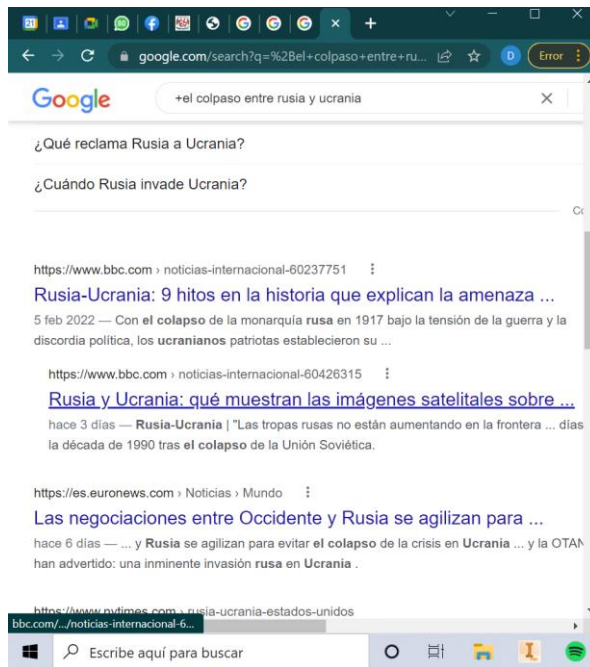 google.com/search?q=%2Bel+colpaso+entre+ru...
D
Error
Google
+el colpaso entre rusia y ucrania
¿Qué reclama Rusia a Ucrania?
¿Cuándo Rusia invade Ucrania?
https://www.bbc.com › noticias-internacional-60237751
Rusia-Ucrania: 9 hitos en la historia que explican la amenaza ...
5 feb 2022 — Con el colapso de la monarquía rusa en 1917 bajo la tensión de la guerra y la
discordia política, los ucranianos patriotas establecieron su ...
https://www.bbc.com › noticias-internacional-60426315
Rusia y Ucrania: qué muestran las imágenes satelitales sobre ...
hace 3 días — Rusia-Ucrania | "Las tropas rusas no están aumentando en la frontera ... días
la década de 1990 tras el colapso de la Unión Soviética.
https://es.euronews.com › Noticias › Mundo
Las negociaciones entre Occidente y Rusia se agilizan para ...
hace 6 días — ... y Rusia se agilizan para evitar el colapso de la crisis en Ucrania ... y la OTAN
han advertido: una inminente invasión rusa en Ucrania .
https://www.nytimes.com › rusia-ucrania-estados-unidos
bbc.com/.../noticias-internacional-6...
Escribe aquí para buscar